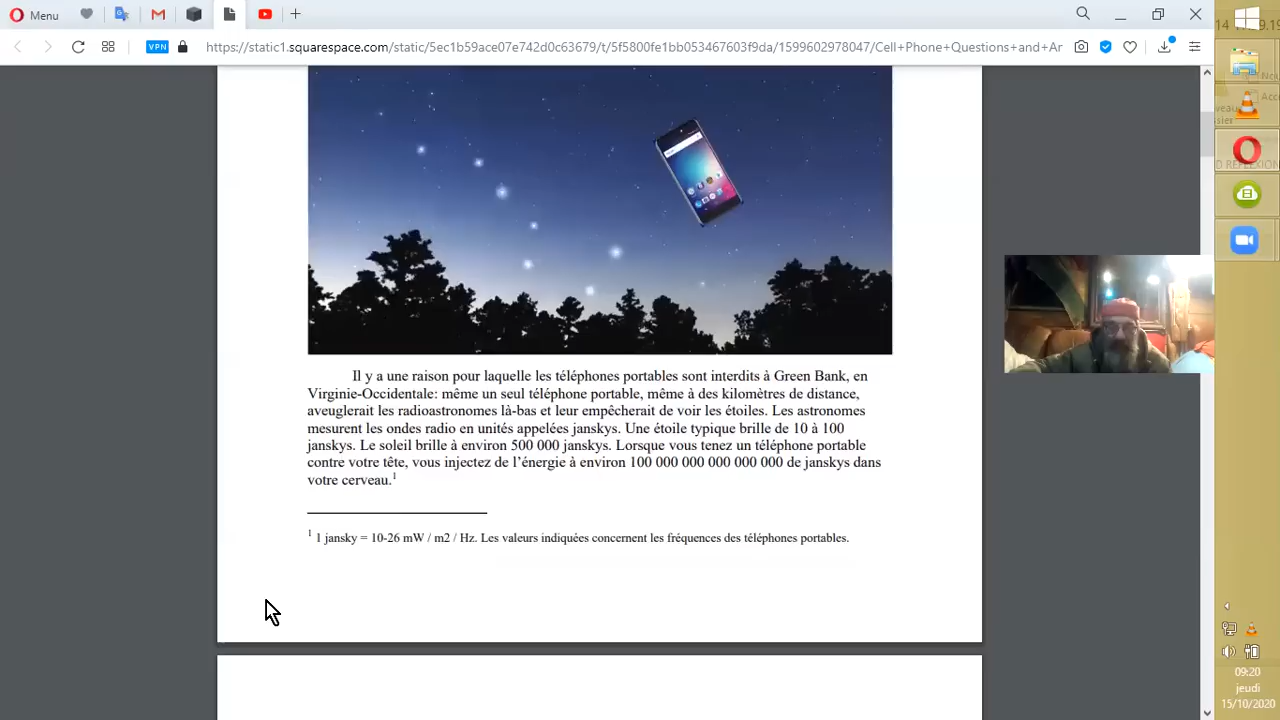 Menu
VPN
https://static1.squarespace.com/static/5ec1b59ace07e742d0c63679/t/5f5800fe1bb053467603f9da/1599602970047/Cell+Phone+Questions+and+Ar
Il y a une raison pour laquelle les téléphones portables sont interdits à Green Bank, en
Virginie-Occidentale: même un seul téléphone portable, même à des kilomètres de distance,
aveuglerait les radioastronomes là-bas et leur empêcherait de voir les étoiles. Les astronomes
mesurent les ondes radio en unités appelées janskys. Une étoile typique brille de 10 à 100
janskys. Le soleil brille à environ 500 000 janskys. Lorsque vous tenez un téléphone portable
contre votre tête, vous injectez de l’énergie à environ 100 000 000 000 000 000 de janskys dans
votre cerveau.1
1 1 jansky = 10-26 mW / m2 / Hz. Les valeurs indiquées concernent les fréquences des téléphones portables.
09:20
jeudi
15/10/2020